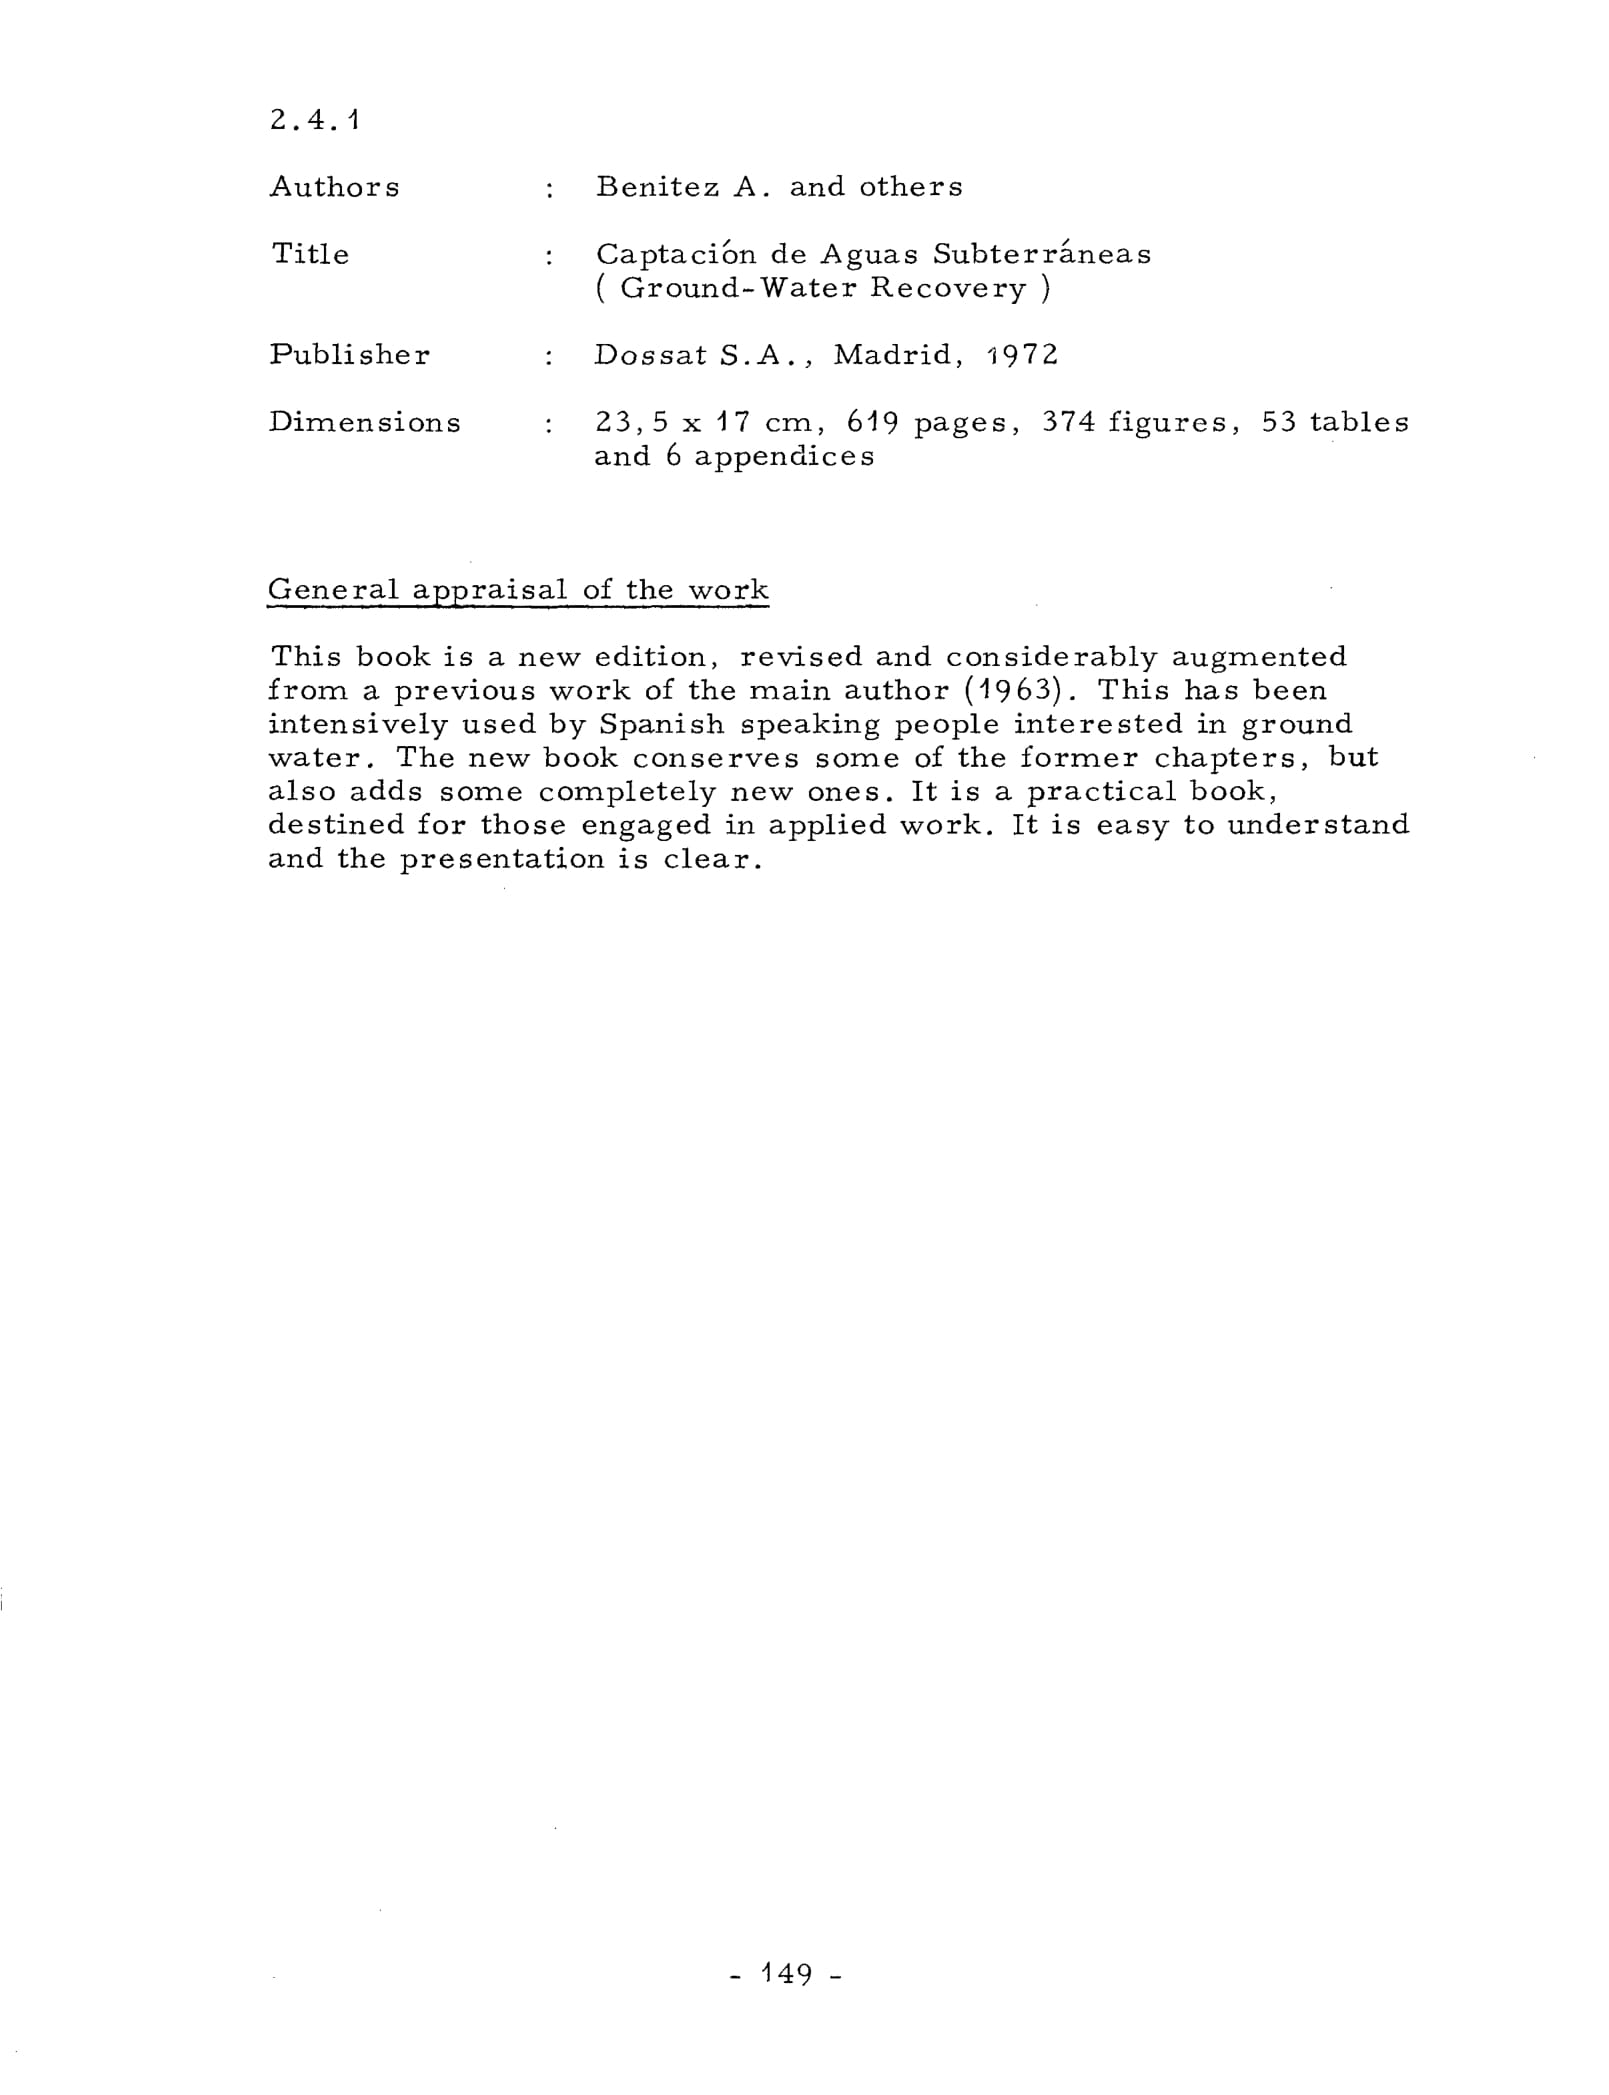 2.4.1
Authors : Benitez A. and others
Title : Captación de Aguas Subterráneas
( Ground-Water Recovery )
Publisher : Dossat S.A., Madrid, 1972
Dimensions : 23,5 x 17 cm, 619 pages, 374 figures, 53 tables
and 6 appendices
General appraisal of the work
This book is a new edition, revised and considerably augmented
from a previous work of the main author (1963). This has been
intensively used by Spanish speaking people interested in ground
water. The new book conserves some of the former chapters, but
also adds some completely new ones. It is a practical book,
destined for those engaged in applied work. It is easy to understand
and the presentation is clear.
- 149 -